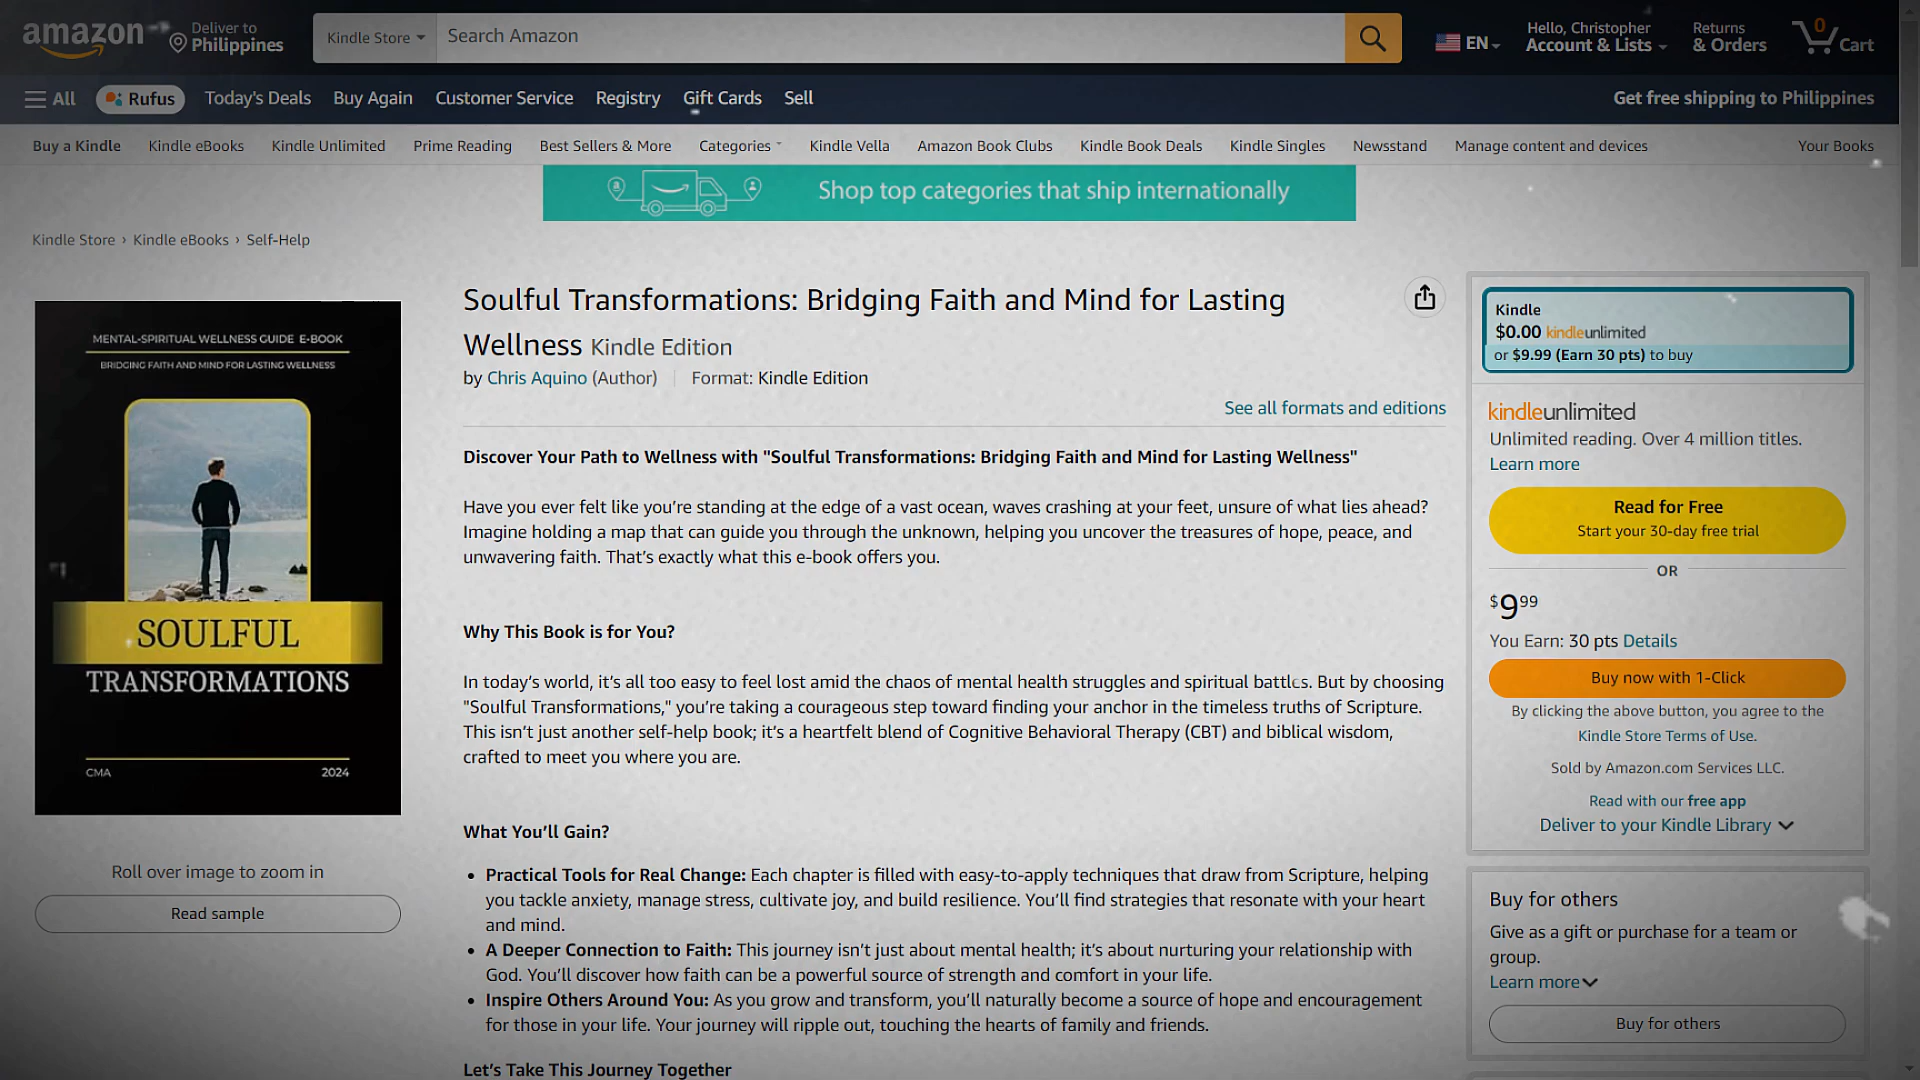 amazon
Deliver to
Philippines
Kindle Store
Search Amazon
EN
Hello, Christopher
Account & Lists
Returns
& Orders
0
Cart
All
Rufus
Today's Deals
Buy Again
Customer Service
Registry
Gift Cards
Sell
Get free shipping to Philippines
Buy a Kindle
Kindle eBooks
Kindle Unlimited
Prime Reading
Best Sellers & More
Categories
Kindle Vella
Amazon Book Clubs
Kindle Book Deals
Kindle Singles
Newsstand
Manage content and devices
Your Books
Shop top categories that ship internationally
Kindle Store › Kindle eBooks › Self-Help
MENTAL-SPIRITUAL WELLNESS GUIDE E-BOOK
BRIDGING FAITH AND MIND FOR LASTING WELLNESS
SOULFUL
TRANSFORMATIONS
CMA
2024
Roll over image to zoom in
Read sample
Soulful Transformations: Bridging Faith and Mind for Lasting
Wellness Kindle Edition
by Chris Aquino (Author)
Format: Kindle Edition
See all formats and editions
Discover Your Path to Wellness with "Soulful Transformations: Bridging Faith and Mind for Lasting Wellness"
Have you ever felt like you’re standing at the edge of a vast ocean, waves crashing at your feet, unsure of what lies ahead?
Imagine holding a map that can guide you through the unknown, helping you uncover the treasures of hope, peace, and
unwavering faith. That’s exactly what this e-book offers you.
Why This Book is for You?
In today’s world, it’s all too easy to feel lost amid the chaos of mental health struggles and spiritual battles. But by choosing
"Soulful Transformations," you’re taking a courageous step toward finding your anchor in the timeless truths of Scripture.
This isn’t just another self-help book; it’s a heartfelt blend of Cognitive Behavioral Therapy (CBT) and biblical wisdom,
crafted to meet you where you are.
What You’ll Gain?
• Practical Tools for Real Change: Each chapter is filled with easy-to-apply techniques that draw from Scripture, helping
you tackle anxiety, manage stress, cultivate joy, and build resilience. You’ll find strategies that resonate with your heart
and mind.
• A Deeper Connection to Faith: This journey isn’t just about mental health; it’s about nurturing your relationship with
God. You’ll discover how faith can be a powerful source of strength and comfort in your life.
• Inspire Others Around You: As you grow and transform, you’ll naturally become a source of hope and encouragement
for those in your life. Your journey will ripple out, touching the hearts of family and friends.
Let’s Take This Journey Together
Kindle
$0.00 kindleunlimited
or $9.99 (Earn 30 pts) to buy
kindleunlimited
Unlimited reading. Over 4 million titles.
Learn more
Read for Free
Start your 30-day free trial
OR
$999
You Earn: 30 pts Details
Buy now with 1-Click
By clicking the above button, you agree to the
Kindle Store Terms of Use.
Sold by Amazon.com Services LLC.
Read with our free app
Deliver to your Kindle Library
Buy for others
Give as a gift or purchase for a team or
group.
Learn more
Buy for others